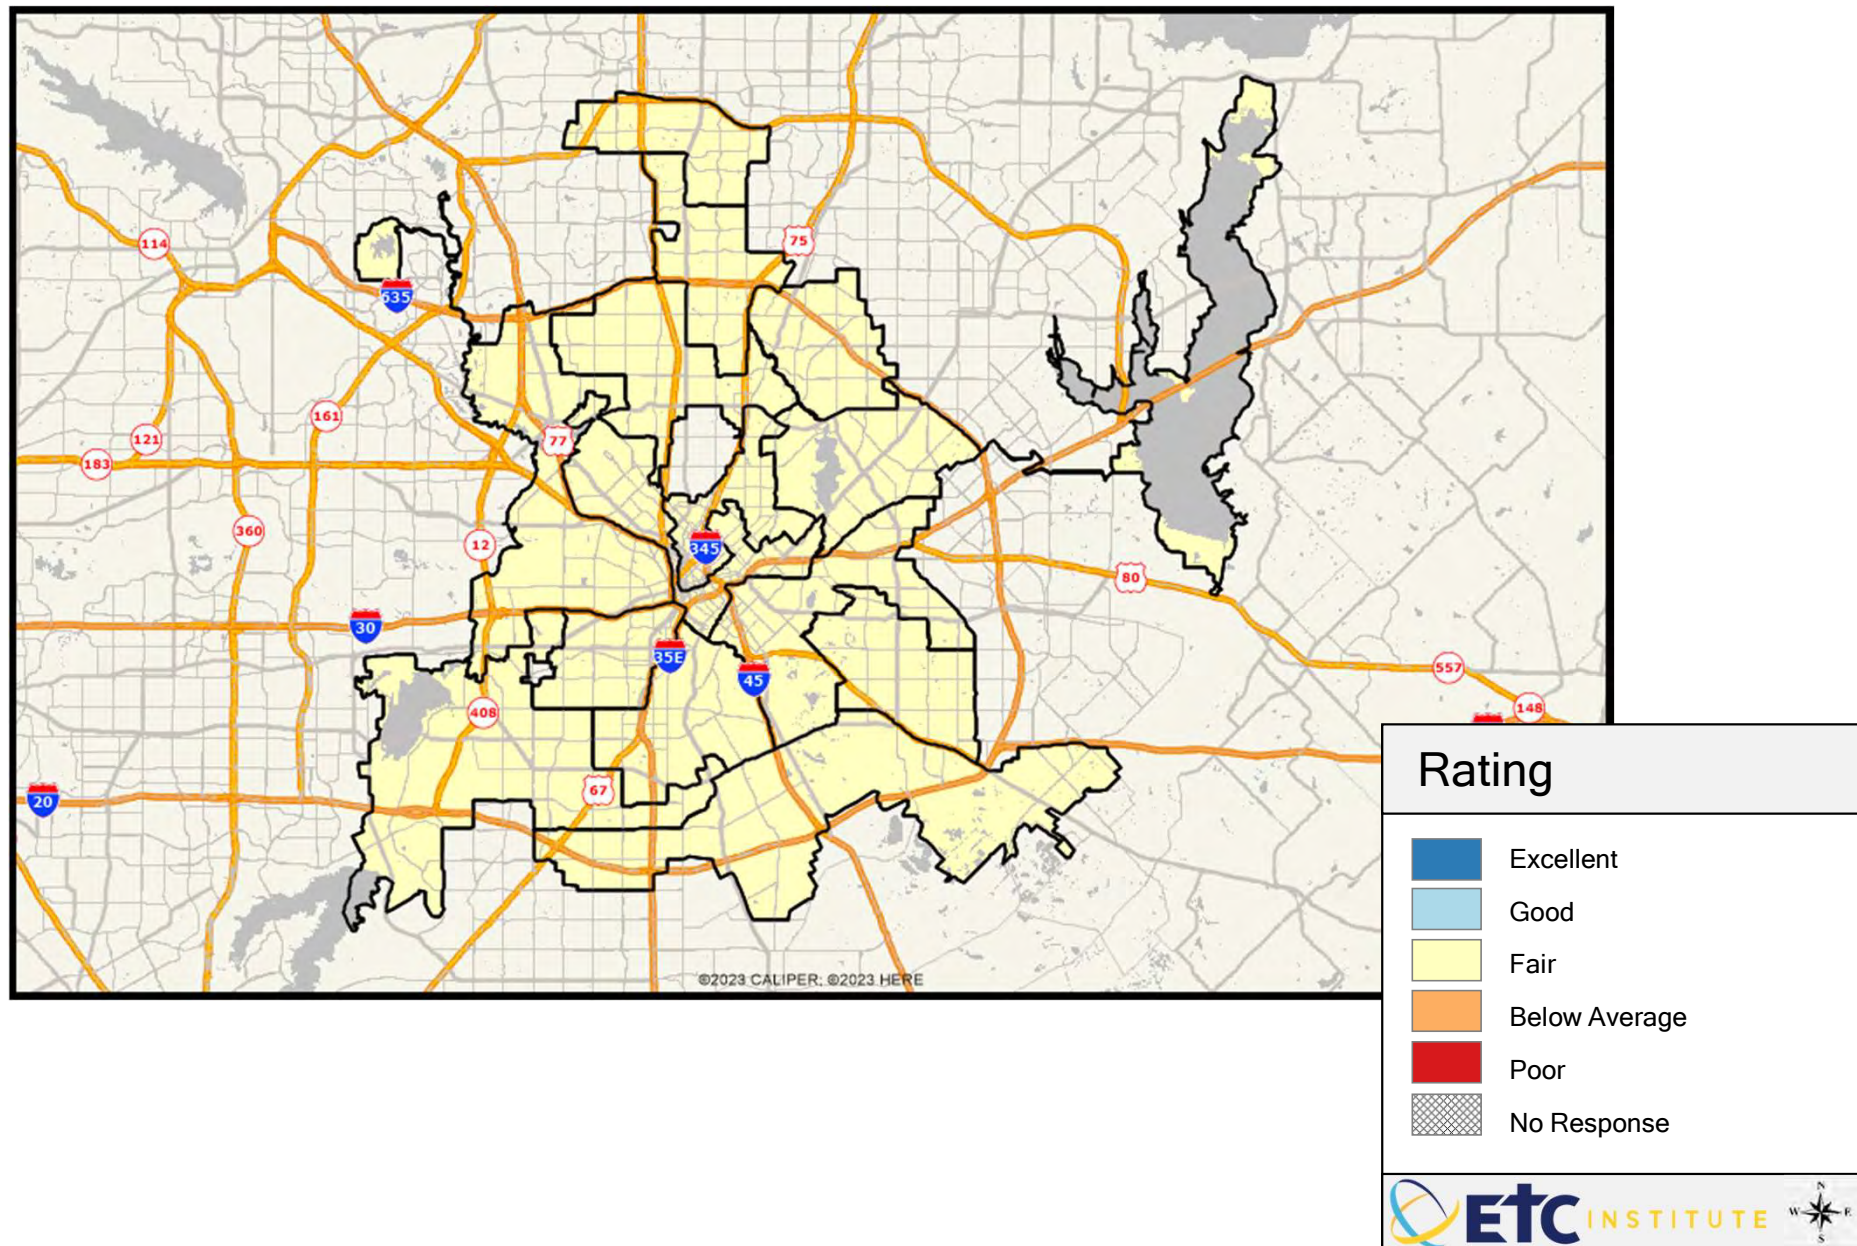 75
114
635
161
121
77
183
360
12
345
80
30
35E
45
557
148
408
67
20
©2023 CALIPER; ©2023 HERE
Rating
Excellent
Good
Fair
Below Average
Poor
No Response
ETC INSTITUTE
N
W E
S